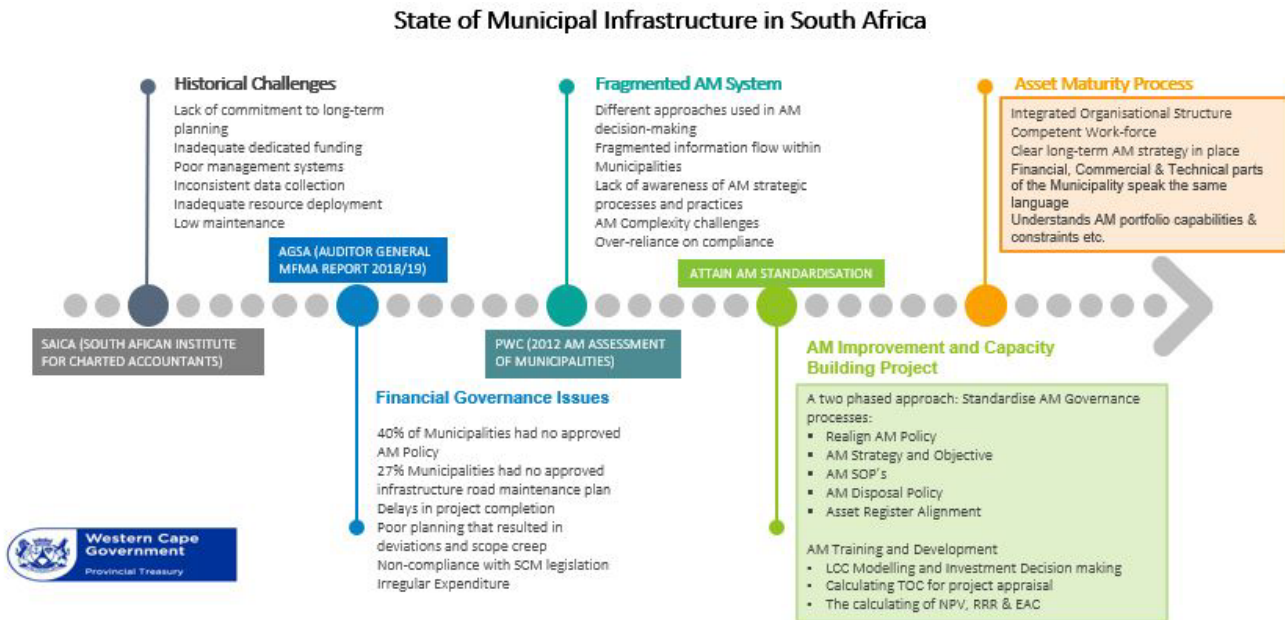 State of Municipal Infrastructure in South Africa
Historical Challenges
Lack of commitment to long-term
planning
Inadequate dedicated funding
Poor management systems
Inconsistent data collection
Inadequate resource deployment
Low maintenance
SAICA (SOUTH AFICAN INSTITUTE
FOR CHARTED ACCOUNTANTS)
AGSA (AUDITOR GENERAL
MFMA REPORT 2018/19)
Financial Governance Issues
40% of Municipalities had no approved
AM Policy
27% Municipalities had no approved
infrastructure road maintenance plan
Delays in project completion
Poor planning that resulted in
deviations and scope creep
Non-compliance with SCM legislation
Irregular Expenditure
Fragmented AM System
Different approaches used in AM
decision-making
Fragmented information flow within
Municipalities
Lack of awareness of AM strategic
processes and practices
AM Complexity challenges
Over-reliance on compliance
PWC (2012 AM ASSESSMENT
OF MUNICIPALITIES)
ATTAIN AM STANDARDISATION
AM Improvement and Capacity
Building Project
A two phased approach: Standardise AM Governance
processes:
▪ Realign AM Policy
▪ AM Strategy and Objective
▪ AM SOP's
▪ AM Disposal Policy
▪ Asset Register Alignment
AM Training and Development
▪ LCC Modelling and Investment Decision making
▪ Calculating TOC for project appraisal
▪ The calculating of NPV, RRR & EAC
Asset Maturity Process
Integrated Organisational Structure
Competent Work-force
Clear long-term AM strategy in place
Financial, Commercial & Technical parts
of the Municipality speak the same
language
Understands AM portfolio capabilities &
constraints etc.
Western Cape
Government
Provincial Treasury